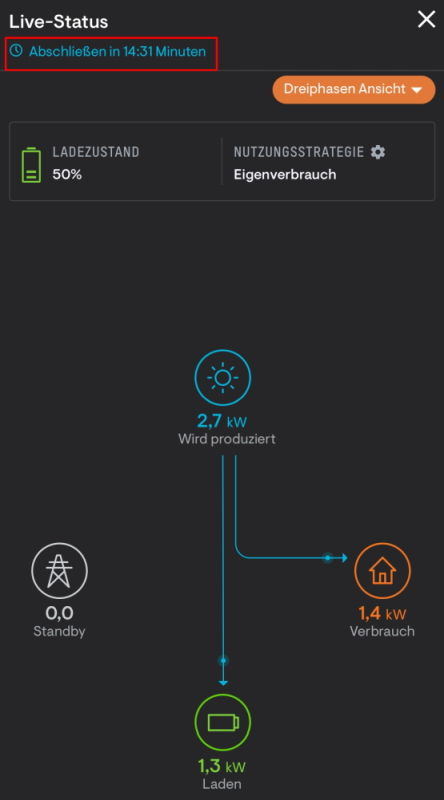 Live-Status
Abschließen in 14:31 Minuten
Dreiphasen Ansicht
LADEZUSTAND
50%
NUTZUNGSSTRATEGIE
Eigenverbrauch
2,7 kW
Wird produziert
0,0
Standby
1,4 kW
Verbrauch
1,3 kW
Laden